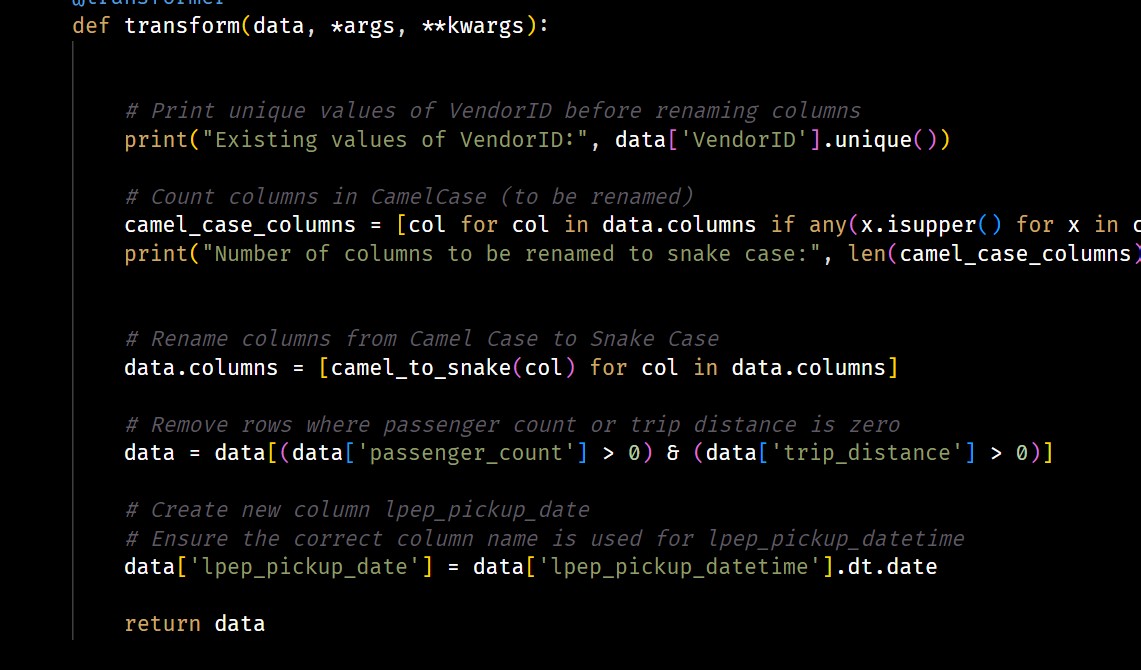 @transformer
def transform(data, *args, **kwargs):
# Print unique values of VendorID before renaming columns
print("Existing values of VendorID:", data['VendorID'].unique())
# Count columns in CamelCase (to be renamed)
camel_case_columns = [col for col in data.columns if any(x.isupper() for x in c
print("Number of columns to be renamed to snake case:", len(camel_case_columns)
# Rename columns from Camel Case to Snake Case
data.columns = [camel_to_snake(col) for col in data.columns]
# Remove rows where passenger count or trip distance is zero
data = data[(data['passenger_count'] > 0) & (data['trip_distance'] > 0)]
# Create new column lpep_pickup_date
# Ensure the correct column name is used for lpep_pickup_datetime
data['lpep_pickup_date'] = data['lpep_pickup_datetime'].dt.date
return data